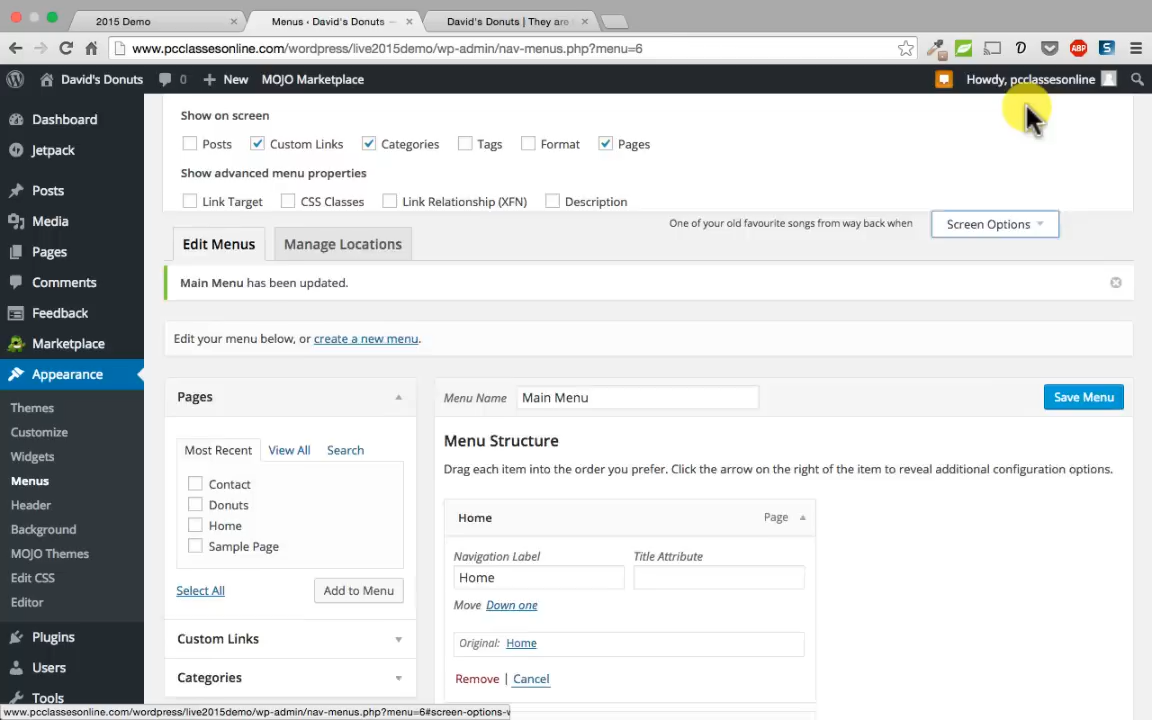 2015 Demo
Menus ‹ David's Donuts —
David's Donuts | They are
www.pcclassesonline.com/wordpress/live2015demo/wp-admin/nav-menus.php?menu=6
ABP
David's Donuts
0
New
MOJO Marketplace
Howdy, pcclassesonline
Dashboard
Jetpack
Posts
Media
Pages
Comments
Feedback
Marketplace
Appearance
Themes
Customize
Widgets
Menus
Header
Background
MOJO Themes
Edit CSS
Editor
Plugins
Users
Tools
Show on screen
Posts
Custom Links
Categories
Tags
Format
Pages
Show advanced menu properties
Link Target
CSS Classes
Link Relationship (XFN)
Description
One of your old favourite songs from way back when
Screen Options
Edit Menus
Manage Locations
Main Menu has been updated.
Edit your menu below, or create a new menu.
Pages
Most Recent
View All
Search
Contact
Donuts
Home
Sample Page
Select All
Add to Menu
Custom Links
Categories
Menu Name
Main Menu
Save Menu
Menu Structure
Drag each item into the order you prefer. Click the arrow on the right of the item to reveal additional configuration options.
Home
Page
Navigation Label
Title Attribute
Home
Move Down one
Original: Home
Remove | Cancel
www.pcclassesonline.com/wordpress/live2015demo/wp-admin/nav-menus.php?menu=6#screen-options-